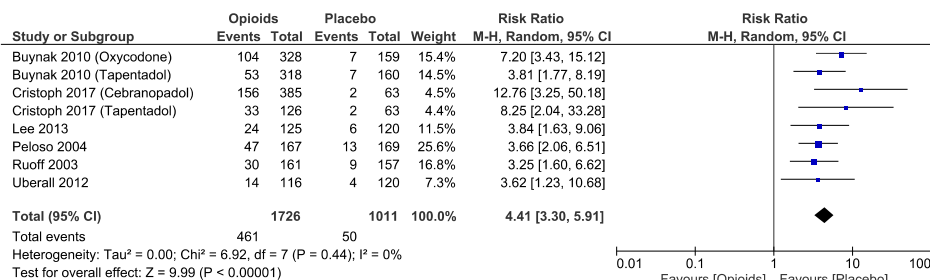 Opioids Placebo Risk Ratio Risk Ratio
Study or Subgroup Events Total Events Total Weight M-H, Random, 95% CI M-H, Random, 95% CI
Buynak 2010 (Oxycodone) 104 328 7 159 15.4% 7.20 [3.43, 15.12]
Buynak 2010 (Tapentadol) 53 318 7 160 14.5% 3.81 [1.77, 8.19]
Cristoph 2017 (Cebranopadol) 156 385 2 63 4.5% 12.76 [3.25, 50.18]
Cristoph 2017 (Tapentadol) 33 126 2 63 4.4% 8.25 [2.04, 33.28]
Lee 2013 24 125 6 120 11.5% 3.84 [1.63, 9.06]
Peloso 2004 47 167 13 169 25.6% 3.66 [2.06, 6.51]
Ruoff 2003 30 161 9 157 16.8% 3.25 [1.60, 6.62]
Uberall 2012 14 116 4 120 7.3% 3.62 [1.23, 10.68]
Total (95% CI) 1726 1011 100.0% 4.41 [3.30, 5.91]
Total events 461 50
Heterogeneity: Tau² = 0.00; Chi² = 6.92, df = 7 (P = 0.44); I² = 0%
Test for overall effect: Z = 9.99 (P < 0.00001)
0.01 0.1 1 10 100
Favours [Opioids] Favours [Placebo]